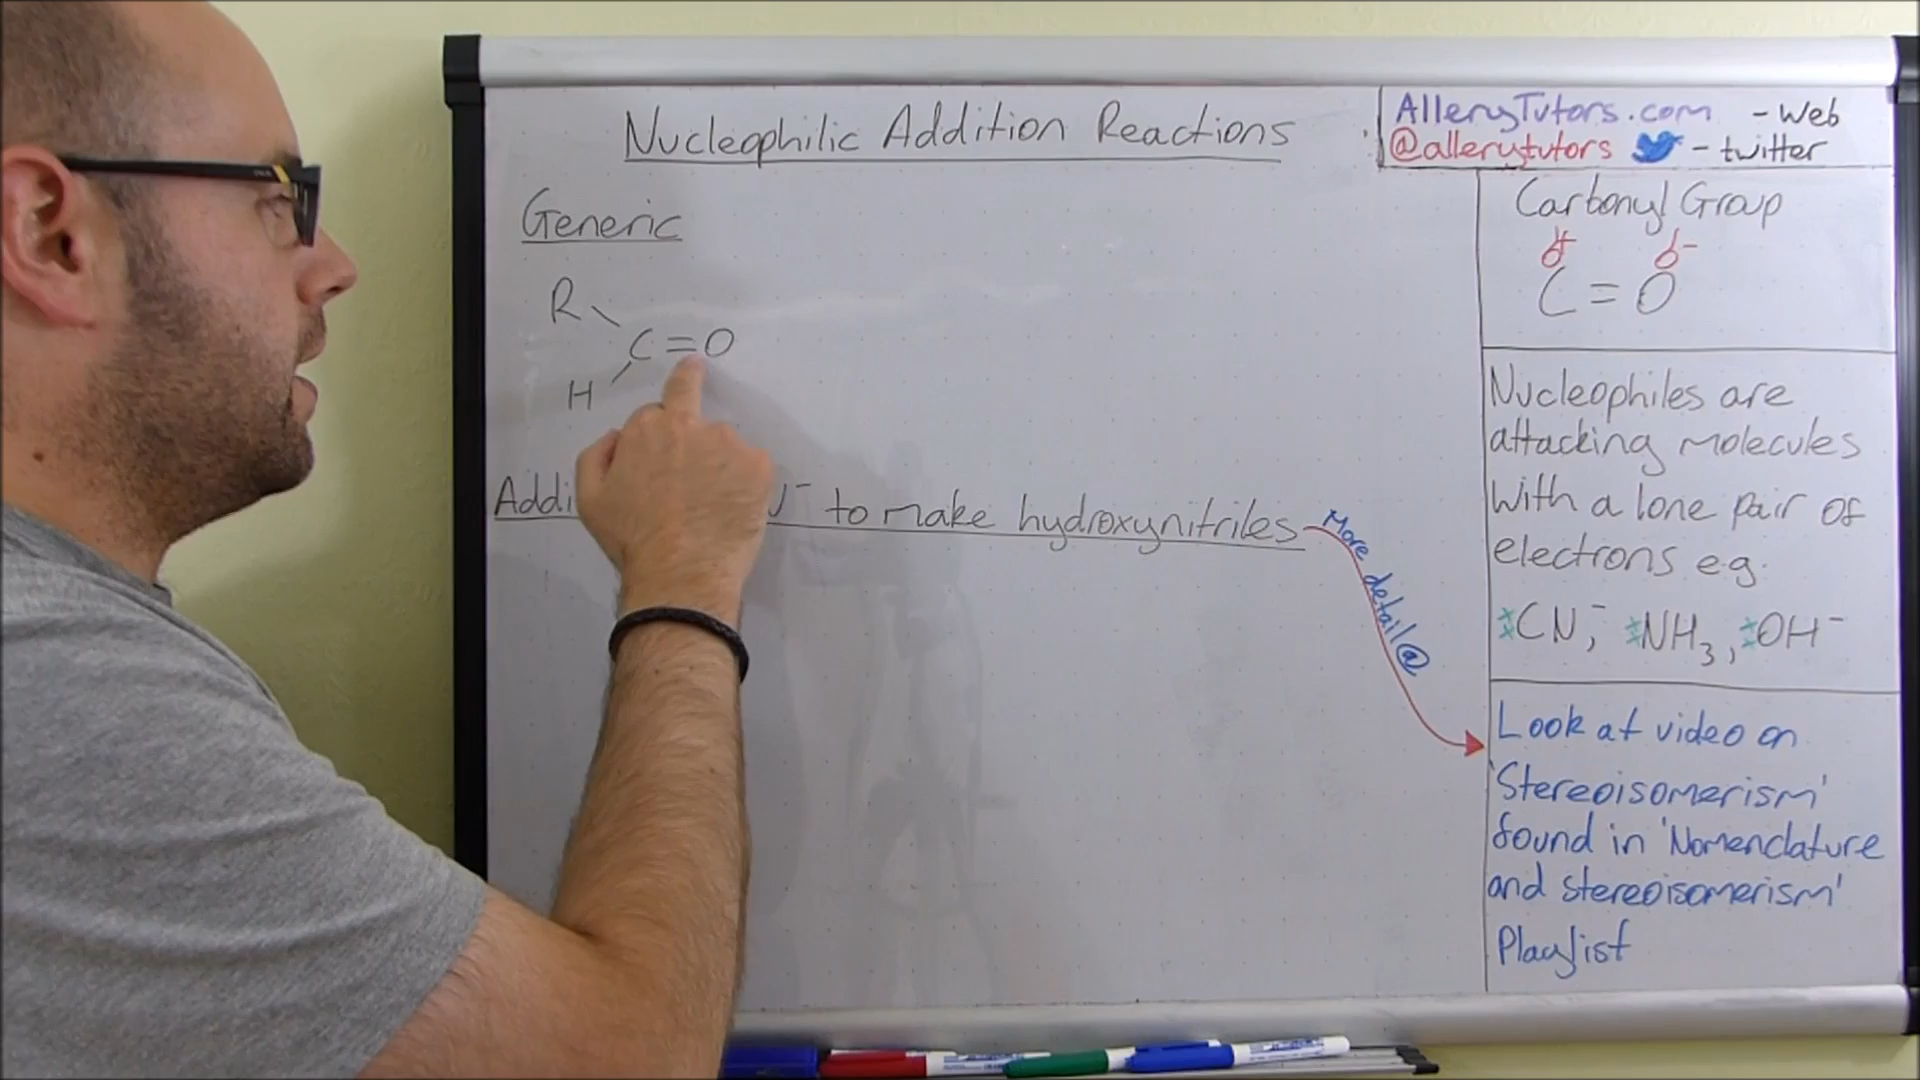 Nucleophilic Addition Reactions
AlleryTutors.com - Web
@allerytutors - twitter
Generic
R
C=O
H
Carbonyl Group
δ+ δ-
C = O
Nucleophiles are
attacking molecules
with a lone pair of
electrons e.g.
:CN⁻, :NH₃, :OH⁻
to make hydroxynitriles
More detail @
Look at video on
'Stereoisomerism'
found in 'Nomenclature
and stereoisomerism'
Playlist